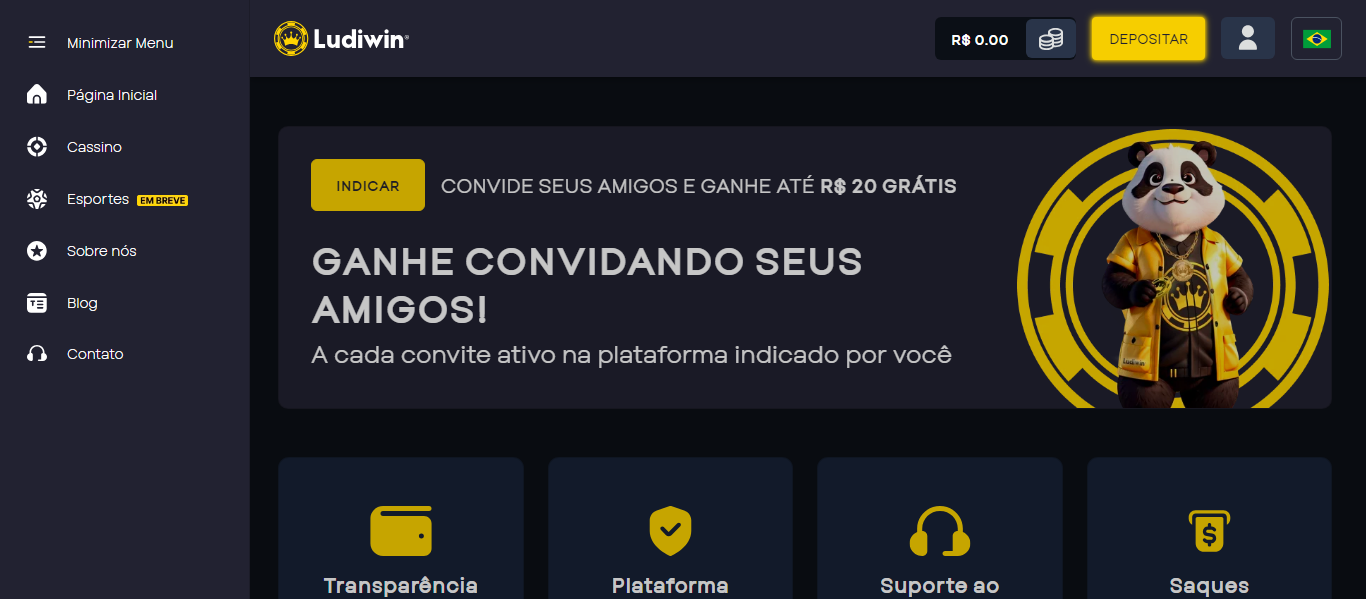 Minimizar Menu
Página Inicial
Cassino
Esportes EM BREVE
Sobre nós
Blog
Contato
Ludiwin®
R$ 0.00
DEPOSITAR
INDICAR
CONVIDE SEUS AMIGOS E GANHE ATÉ R$ 20 GRÁTIS
GANHE CONVIDANDO SEUS
AMIGOS!
A cada convite ativo na plataforma indicado por você
Ludiwin
Transparência
Plataforma
Suporte ao
Saques